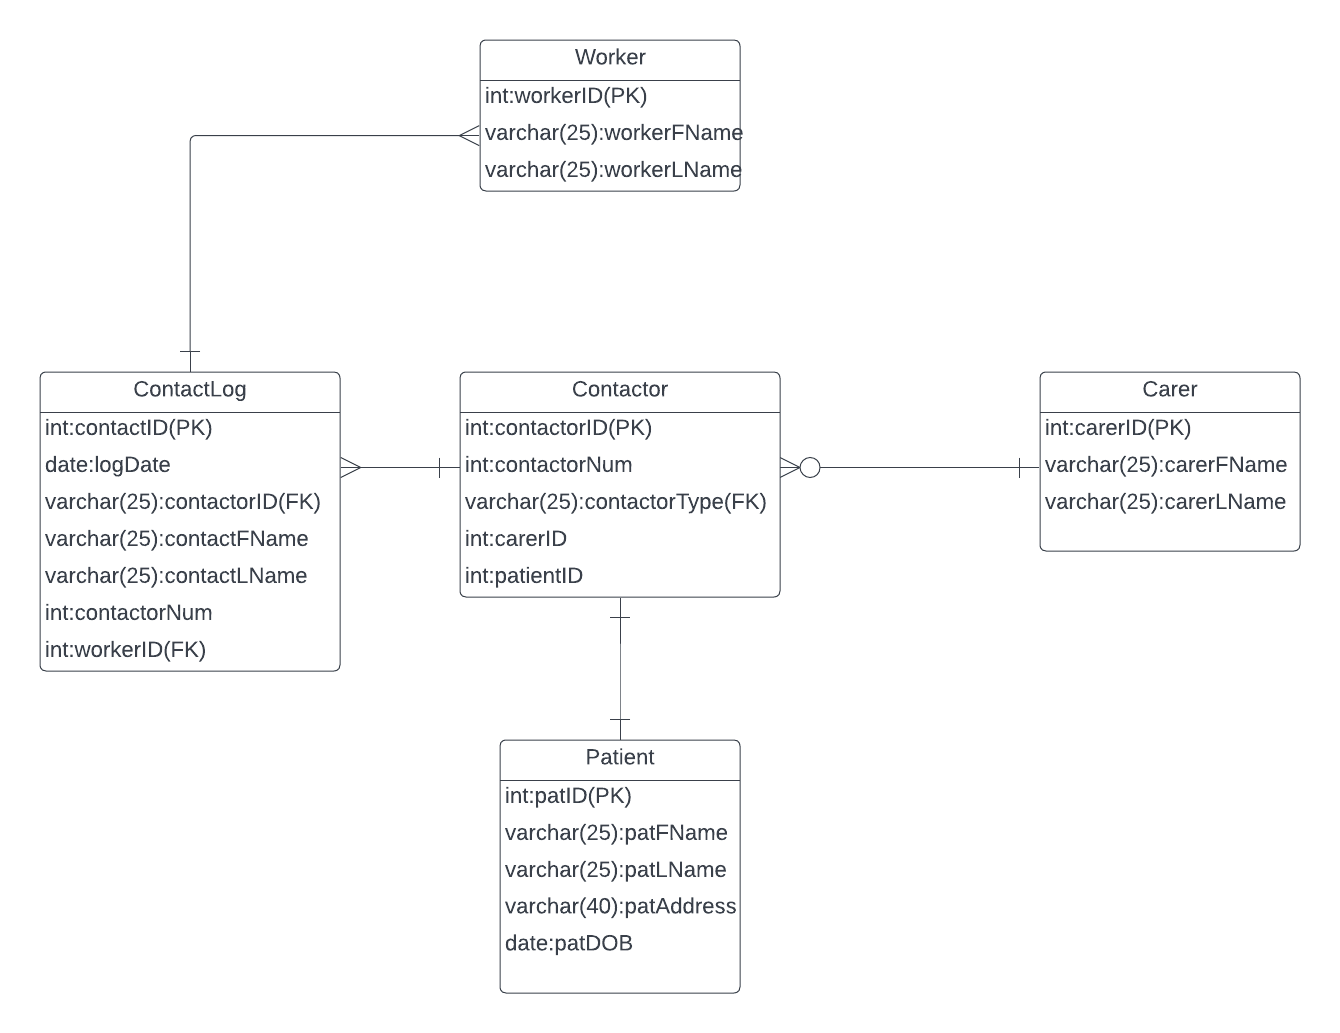 Worker
int:workerID(PK)
varchar(25):workerFName
varchar(25):workerLName
ContactLog
int:contactID(PK)
date:logDate
varchar(25):contactorID(FK)
varchar(25):contactFName
varchar(25):contactLName
int:contactorNum
int:workerID(FK)
Contactor
int:contactorID(PK)
int:contactorNum
varchar(25):contactorType(FK)
int:carerID
int:patientID
Carer
int:carerID(PK)
varchar(25):carerFName
varchar(25):carerLName
Patient
int:patID(PK)
varchar(25):patFName
varchar(25):patLName
varchar(40):patAddress
date:patDOB